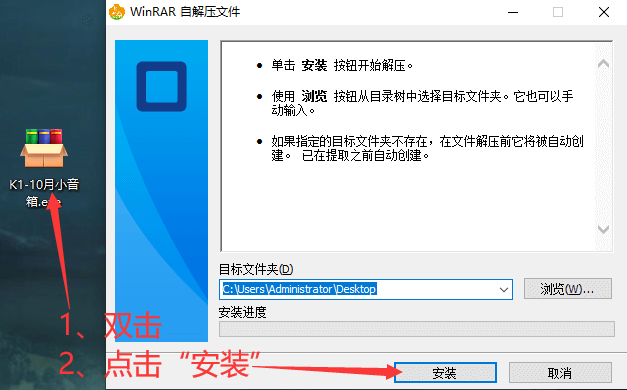 WinRAR 自解压文件
单击 安装 按钮开始解压。
使用 浏览 按钮从目录树中选择目标文件夹。它也可以手
动输入。
如果指定的目标文件夹不存在，在文件解压前它将被自动创
建。 已在提取之前自动创建。
K1-10月小音
箱.exe
目标文件夹(D)
C:\Users\Administrator\Desktop
浏览(W)...
安装进度
1、双击
2、点击“安装”
安装
取消